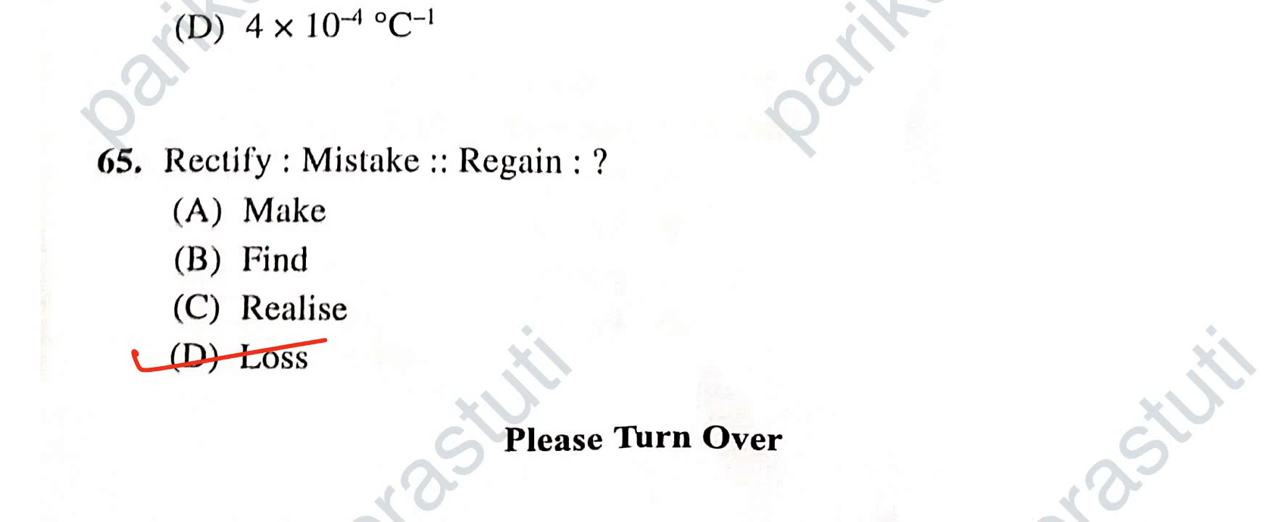 (D) 4 × 10⁻⁴ °C⁻¹
65. Rectify : Mistake :: Regain : ?
(A) Make
(B) Find
(C) Realise
(D) Loss
Please Turn Over